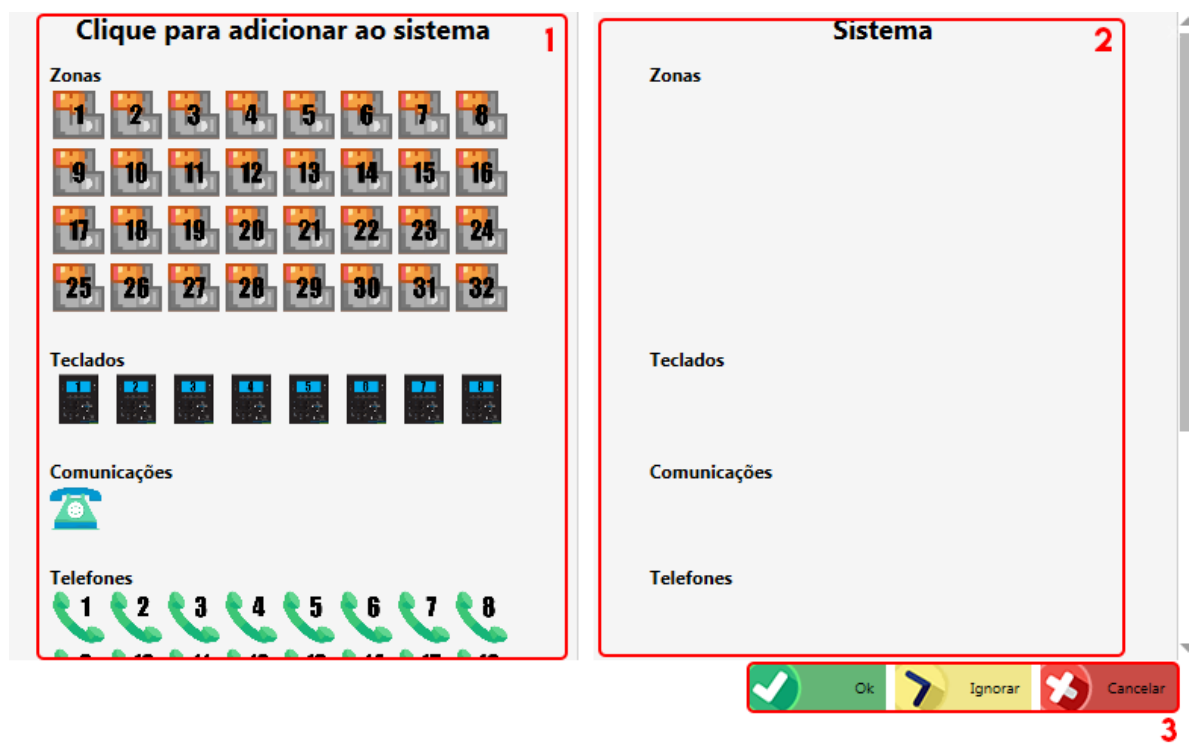 Clique para adicionar ao sistema
1
Zonas
1 2 3 4 5 6 7 8
9 10 11 12 13 14 15 16
17 18 19 20 21 22 23 24
25 26 27 28 29 30 31 32
Teclados
1 2 3 4 5 6 7 8
Comunicações
Telefones
1 2 3 4 5 6 7 8
Sistema
2
Zonas
Teclados
Comunicações
Telefones
Ok Ignorar Cancelar
3